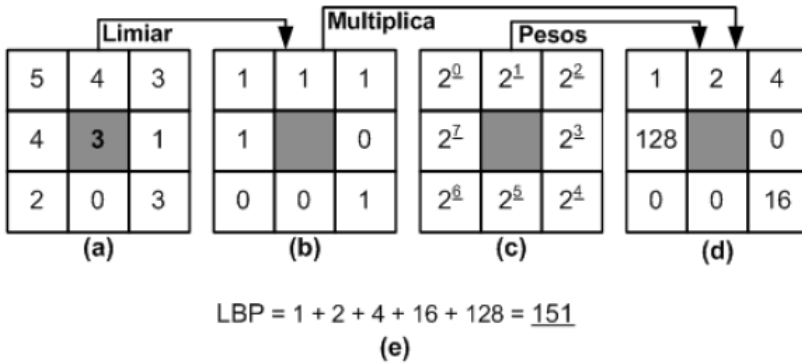 Limiar Multiplica Pesos
5 4 3 1 1 1 2^0 2^1 2^2 1 2 4
4 3 1 1 0 2^7 2^3 128 0
2 0 3 0 0 1 2^6 2^5 2^4 0 0 16
(a) (b) (c) (d)
LBP = 1 + 2 + 4 + 16 + 128 = 151
(e)